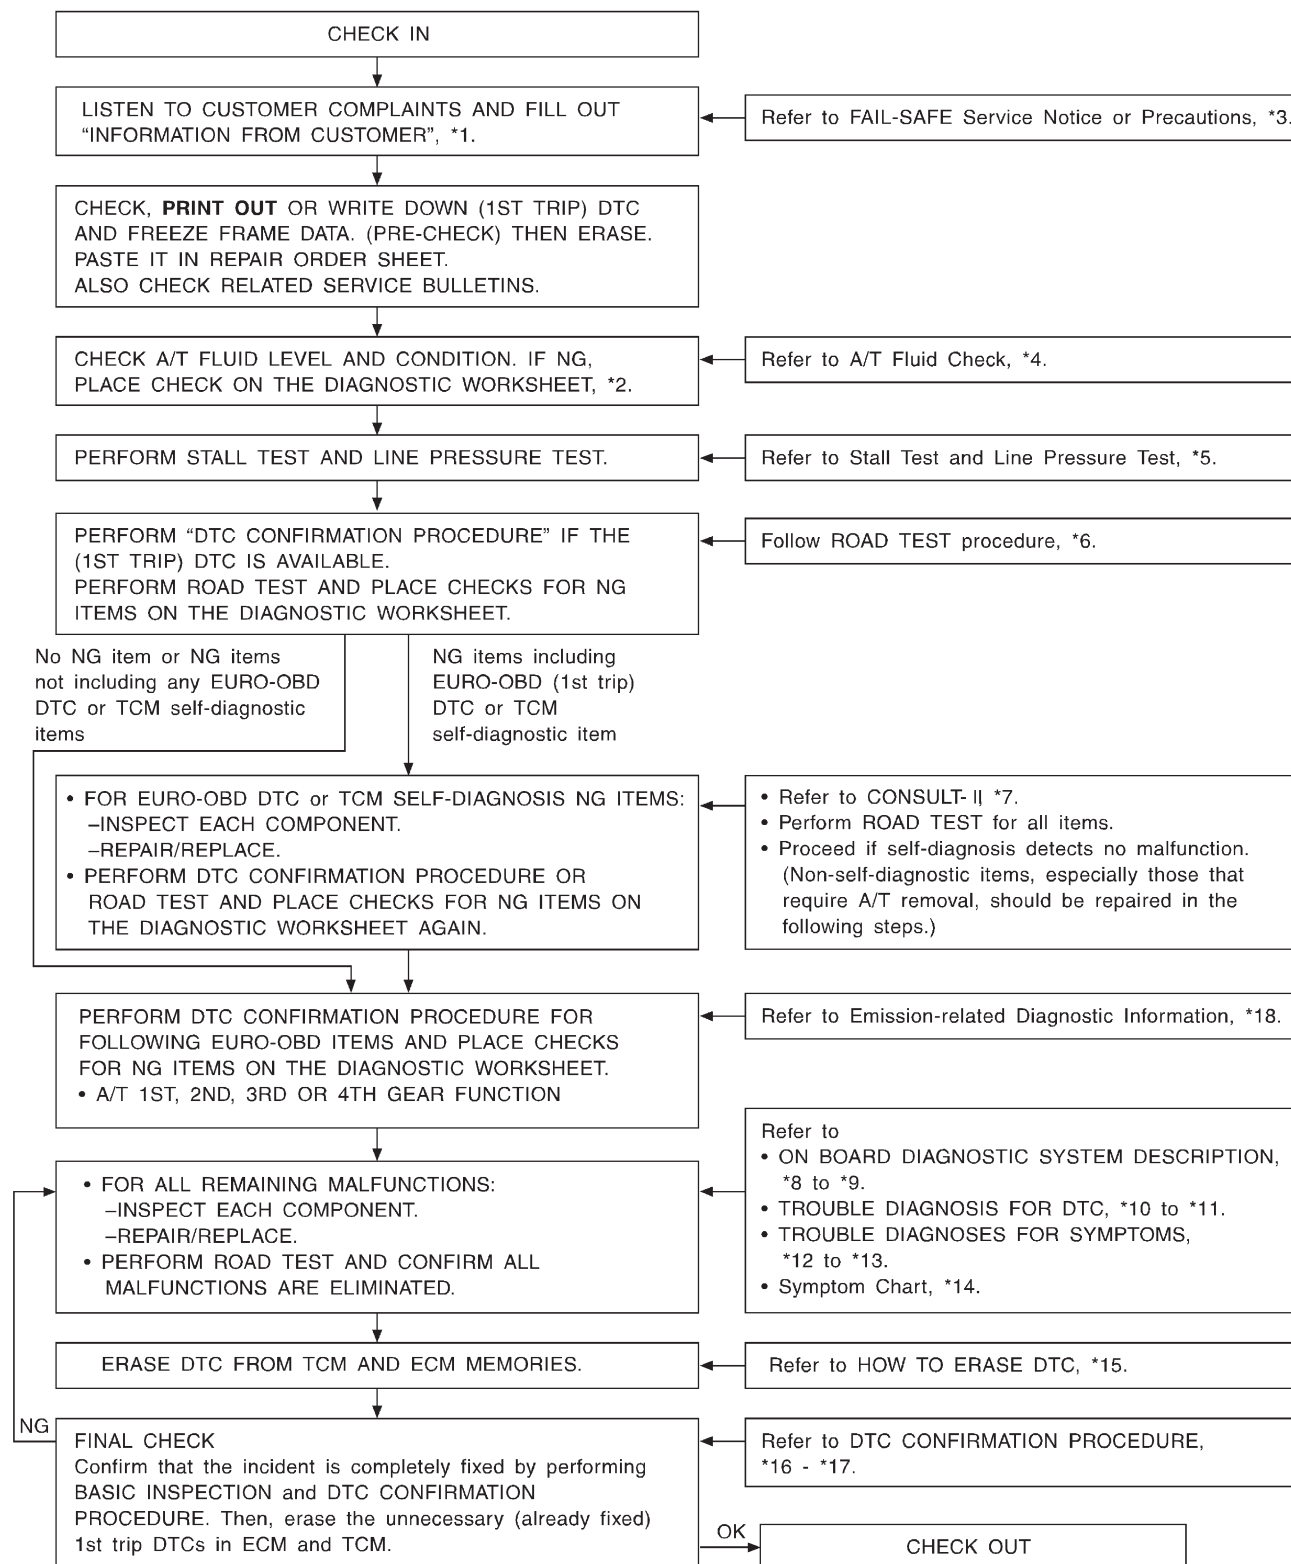 CHECK IN
LISTEN TO CUSTOMER COMPLAINTS AND FILL OUT
“INFORMATION FROM CUSTOMER”, *1.
Refer to FAIL-SAFE Service Notice or Precautions, *3.
CHECK, PRINT OUT OR WRITE DOWN (1ST TRIP) DTC
AND FREEZE FRAME DATA. (PRE-CHECK) THEN ERASE.
PASTE IT IN REPAIR ORDER SHEET.
ALSO CHECK RELATED SERVICE BULLETINS.
CHECK A/T FLUID LEVEL AND CONDITION. IF NG,
PLACE CHECK ON THE DIAGNOSTIC WORKSHEET, *2.
Refer to A/T Fluid Check, *4.
PERFORM STALL TEST AND LINE PRESSURE TEST.
Refer to Stall Test and Line Pressure Test, *5.
PERFORM “DTC CONFIRMATION PROCEDURE” IF THE
(1ST TRIP) DTC IS AVAILABLE.
PERFORM ROAD TEST AND PLACE CHECKS FOR NG
ITEMS ON THE DIAGNOSTIC WORKSHEET.
Follow ROAD TEST procedure, *6.
No NG item or NG items
not including any EURO-OBD
DTC or TCM self-diagnostic
items
NG items including
EURO-OBD (1st trip)
DTC or TCM
self-diagnostic item
• FOR EURO-OBD DTC or TCM SELF-DIAGNOSIS NG ITEMS:
–INSPECT EACH COMPONENT.
–REPAIR/REPLACE.
• PERFORM DTC CONFIRMATION PROCEDURE OR
ROAD TEST AND PLACE CHECKS FOR NG ITEMS ON
THE DIAGNOSTIC WORKSHEET AGAIN.
• Refer to CONSULT-II, *7.
• Perform ROAD TEST for all items.
• Proceed if self-diagnosis detects no malfunction.
(Non-self-diagnostic items, especially those that
require A/T removal, should be repaired in the
following steps.)
PERFORM DTC CONFIRMATION PROCEDURE FOR
FOLLOWING EURO-OBD ITEMS AND PLACE CHECKS
FOR NG ITEMS ON THE DIAGNOSTIC WORKSHEET.
• A/T 1ST, 2ND, 3RD OR 4TH GEAR FUNCTION
Refer to Emission-related Diagnostic Information, *18.
• FOR ALL REMAINING MALFUNCTIONS:
–INSPECT EACH COMPONENT.
–REPAIR/REPLACE.
• PERFORM ROAD TEST AND CONFIRM ALL
MALFUNCTIONS ARE ELIMINATED.
Refer to
• ON BOARD DIAGNOSTIC SYSTEM DESCRIPTION,
*8 to *9.
• TROUBLE DIAGNOSIS FOR DTC, *10 to *11.
• TROUBLE DIAGNOSES FOR SYMPTOMS,
*12 to *13.
• Symptom Chart, *14.
ERASE DTC FROM TCM AND ECM MEMORIES.
Refer to HOW TO ERASE DTC, *15.
NG
FINAL CHECK
Confirm that the incident is completely fixed by performing
BASIC INSPECTION and DTC CONFIRMATION
PROCEDURE. Then, erase the unnecessary (already fixed)
1st trip DTCs in ECM and TCM.
Refer to DTC CONFIRMATION PROCEDURE,
*16 - *17.
OK
CHECK OUT